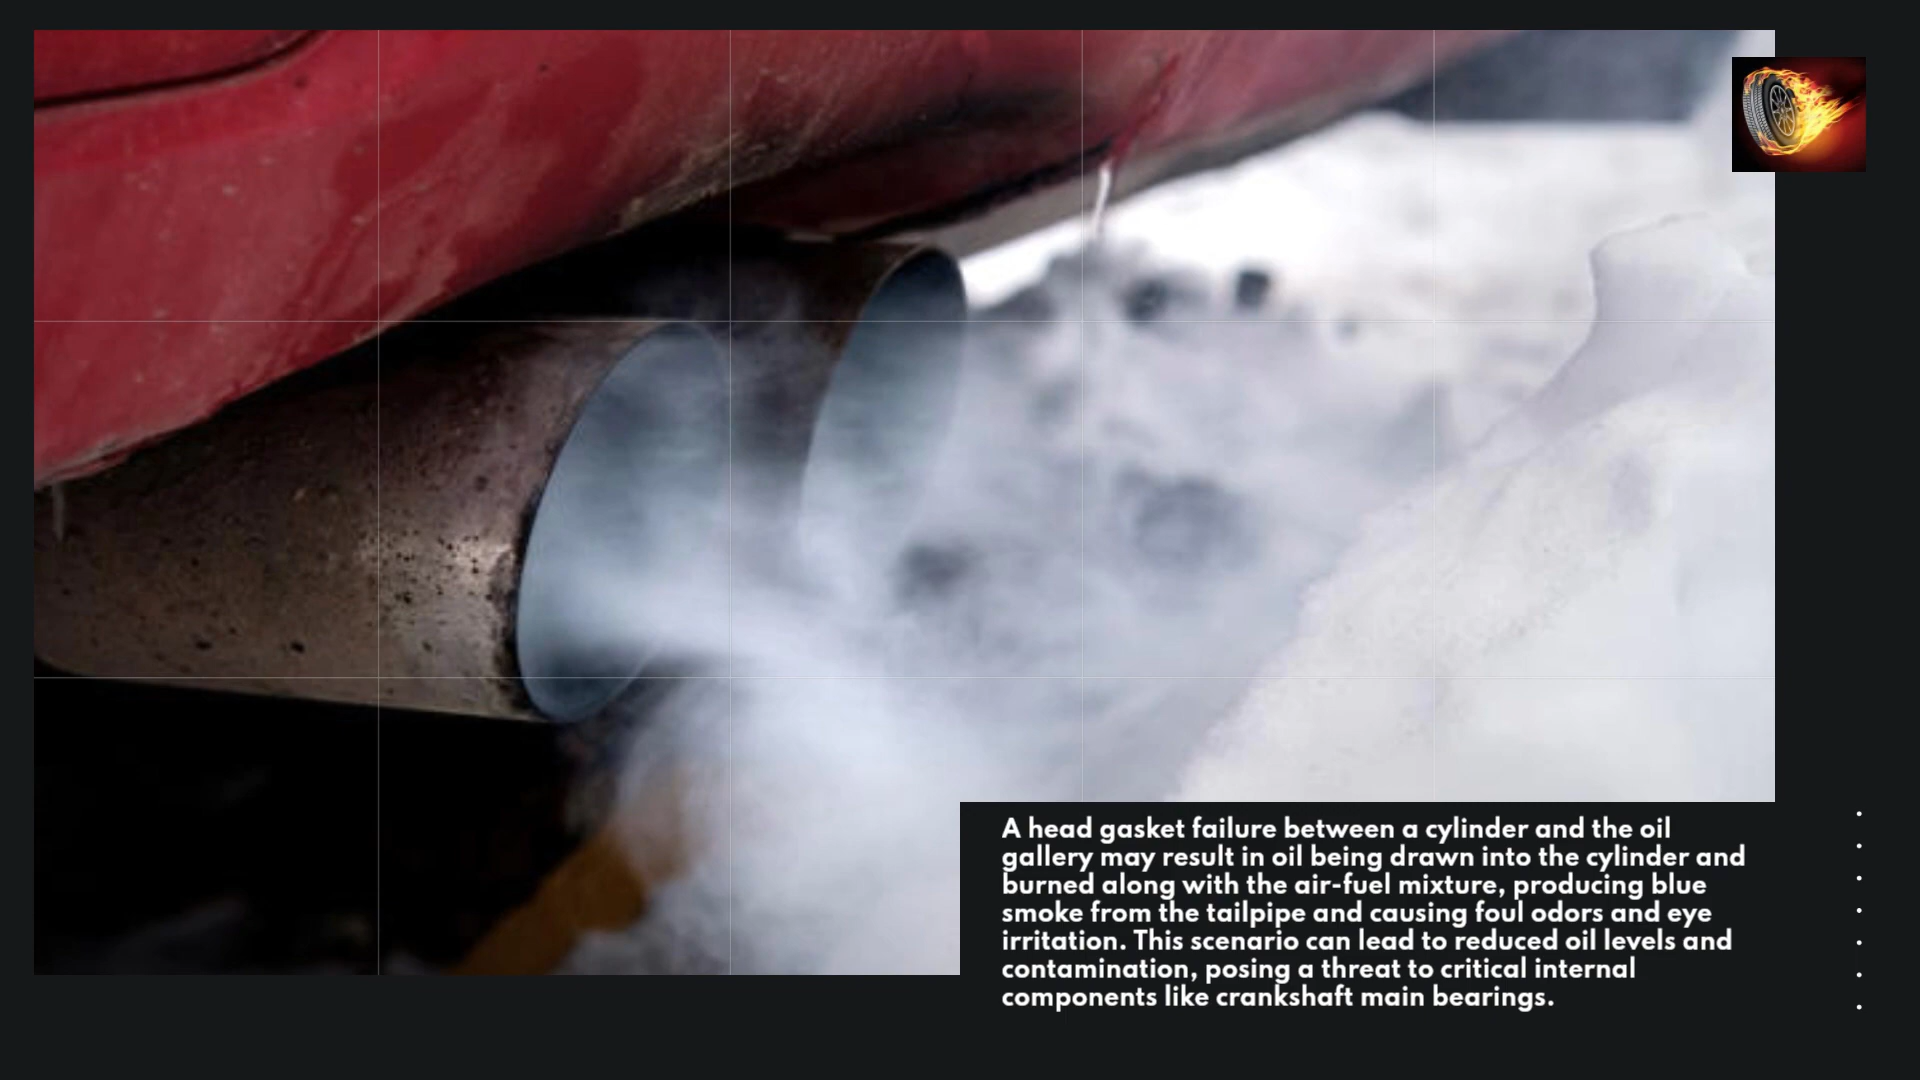 A head gasket failure between a cylinder and the oil
gallery may result in oil being drawn into the cylinder and
burned along with the air-fuel mixture, producing blue
smoke from the tailpipe and causing foul odors and eye
irritation. This scenario can lead to reduced oil levels and
contamination, posing a threat to critical internal
components like crankshaft main bearings.